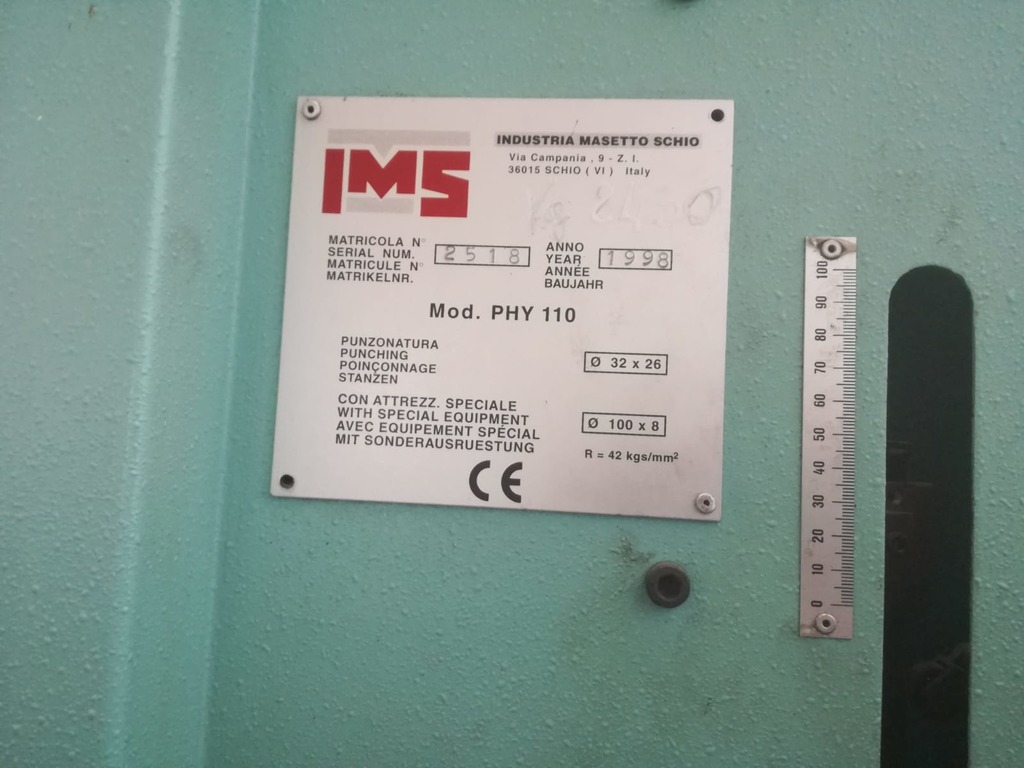 IMS
INDUSTRIA MASETTO SCHIO
Via Campania , 9 - Z. I.
36015 SCHIO ( VI ) Italy
Kg 2450
MATRICOLA N°
SERIAL NUM.
MATRICULE N°
MATRIKELNR.
2518
ANNO
YEAR
ANNÉE
BAUJAHR
1998
Mod. PHY 110
PUNZONATURA
PUNCHING
POINÇONNAGE
STANZEN
Ø 32 x 26
CON ATTREZZ. SPECIALE
WITH SPECIAL EQUIPMENT
AVEC EQUIPEMENT SPÉCIAL
MIT SONDERAUSRUESTUNG
Ø 100 x 8
R = 42 kgs/mm²
CE
100
90
80
70
60
50
40
30
20
10
0